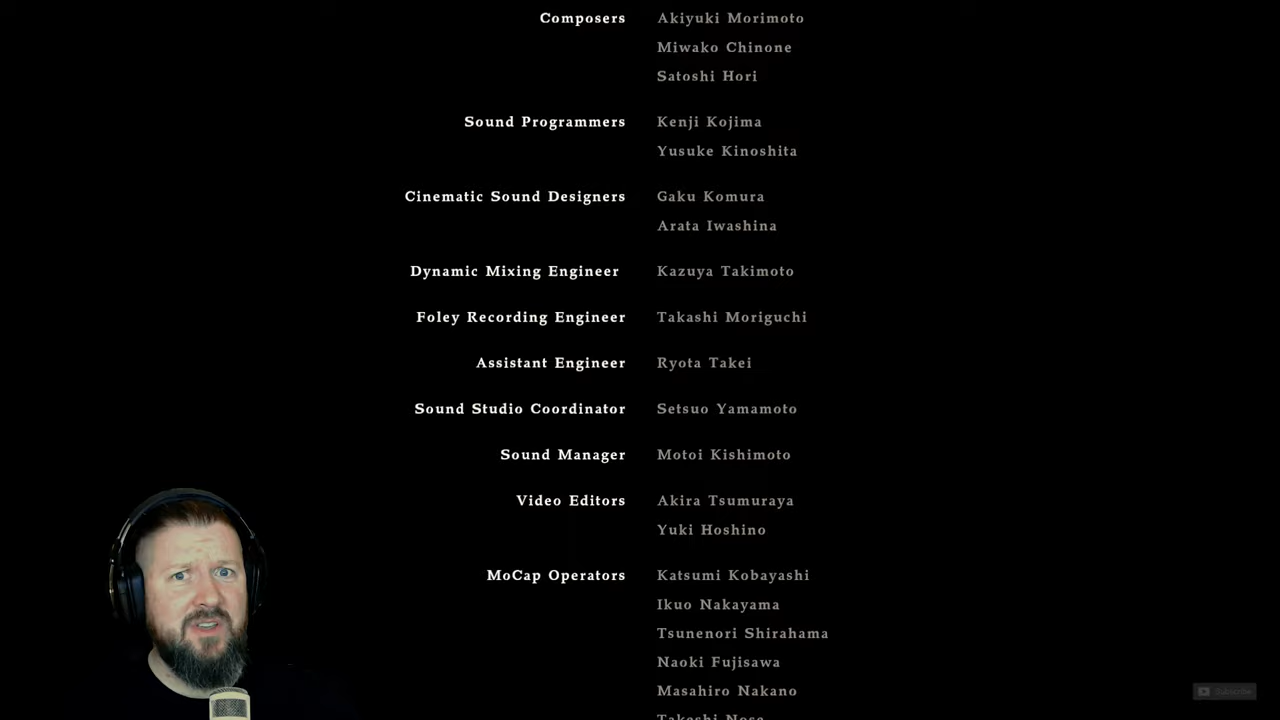 Composers Akiyuki Morimoto
Miwako Chinone
Satoshi Hori
Sound Programmers Kenji Kojima
Yusuke Kinoshita
Cinematic Sound Designers Gaku Komura
Arata Iwashina
Dynamic Mixing Engineer Kazuya Takimoto
Foley Recording Engineer Takashi Moriguchi
Assistant Engineer Ryota Takei
Sound Studio Coordinator Setsuo Yamamoto
Sound Manager Motoi Kishimoto
Video Editors Akira Tsumuraya
Yuki Hoshino
MoCap Operators Katsumi Kobayashi
Ikuo Nakayama
Tsunenori Shirahama
Naoki Fujisawa
Masahiro Nakano
Subscribe
Takeshi Nose